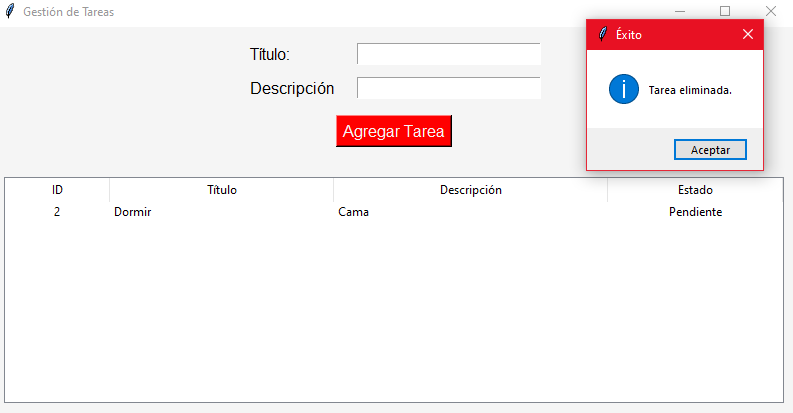 Gestión de Tareas
Éxito
Título:
Descripción
Tarea eliminada.
Agregar Tarea
Aceptar
ID Título Descripción Estado
2 Dormir Cama Pendiente